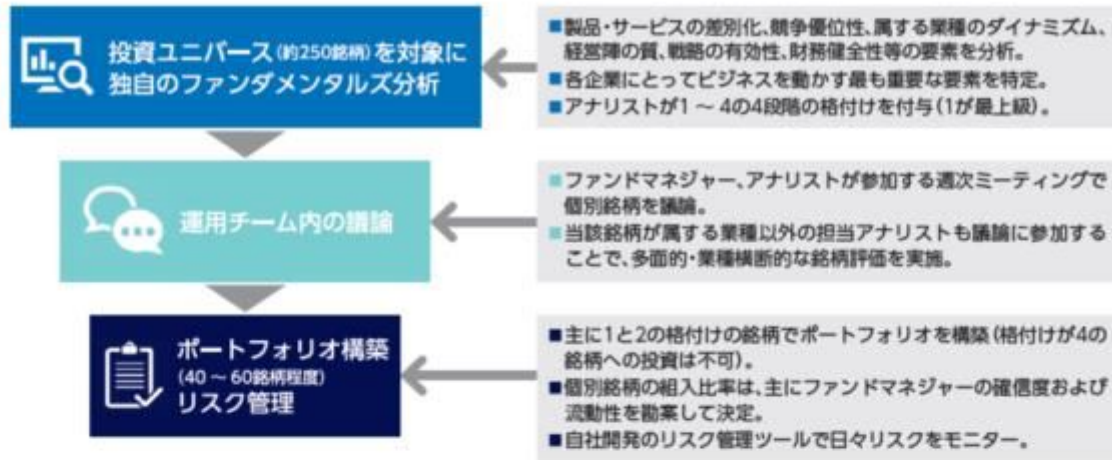 投資ユニバース(約250銘柄)を対象に
独自のファンダメンタルズ分析
■製品・サービスの差別化、競争優位性、属する業種のダイナミズム、
経営陣の質、戦略の有効性、財務健全性等の要素を分析。
■各企業にとってビジネスを動かす最も重要な要素を特定。
■アナリストが1～4の4段階の格付けを付与(1が最上級)。
運用チーム内の議論
■ファンドマネジャー、アナリストが参加する週次ミーティングで
個別銘柄を議論。
■当該銘柄が属する業種以外の担当アナリストも議論に参加する
ことで、多面的・業種横断的な銘柄評価を実施。
ポートフォリオ構築
(40～60銘柄程度)
リスク管理
■主に1と2の格付けの銘柄でポートフォリオを構築(格付けが4の
銘柄への投資は不可)。
■個別銘柄の組入比率は、主にファンドマネジャーの確信度および
流動性を勘案して決定。
■自社開発のリスク管理ツールで日々リスクをモニター。